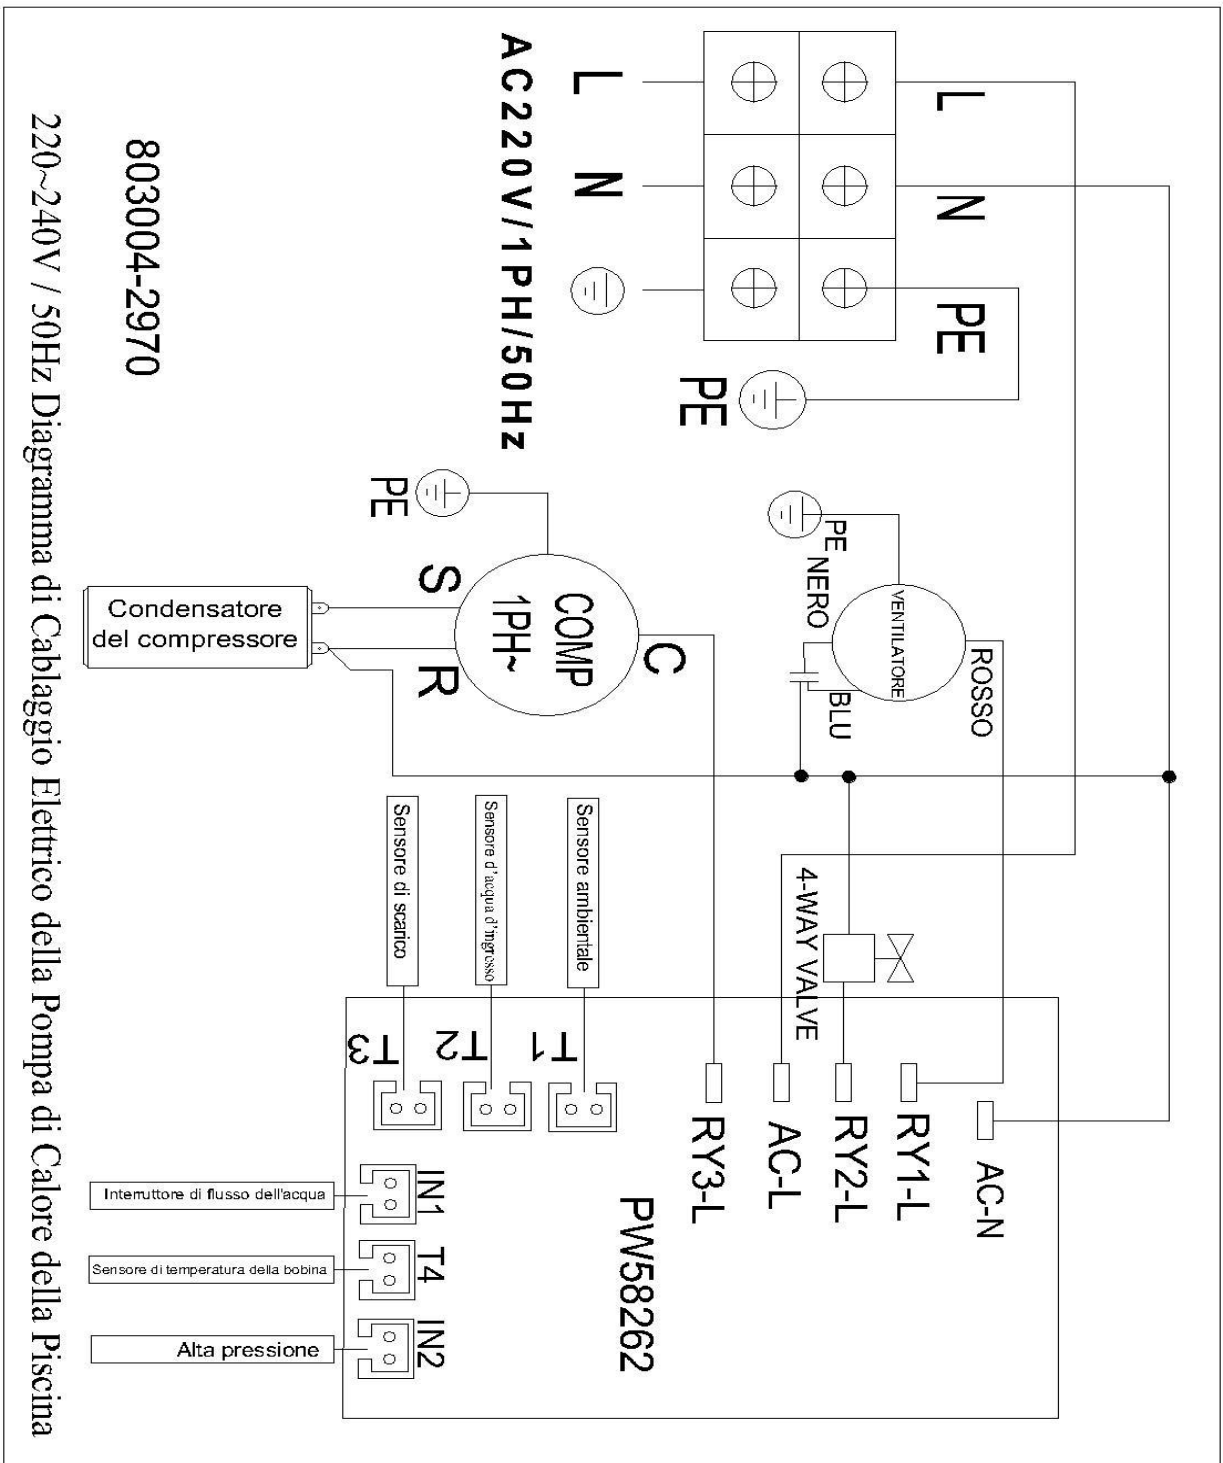 AC220V/1PH/50Hz
L
N
L
N
PE
PE
803004-2970
PE
PE
NERO
VENTILATORE
ROSSO
BLU
S
C
R
COMP
1PH~
Condensatore
del compressore
Sensore di scarico
Sensore d'acqua d'ingresso
Sensore ambientale
4-WAY VALVE
T3
T2
T1
RY3-L
AC-L
RY2-L
RY1-L
AC-N
PW58262
IN1
T4
IN2
Interruttore di flusso dell'acqua
Sensore di temperatura della bobina
Alta pressione
220~240V / 50Hz Diagramma di Cablaggio Elettrico della Pompa di Calore della Piscina